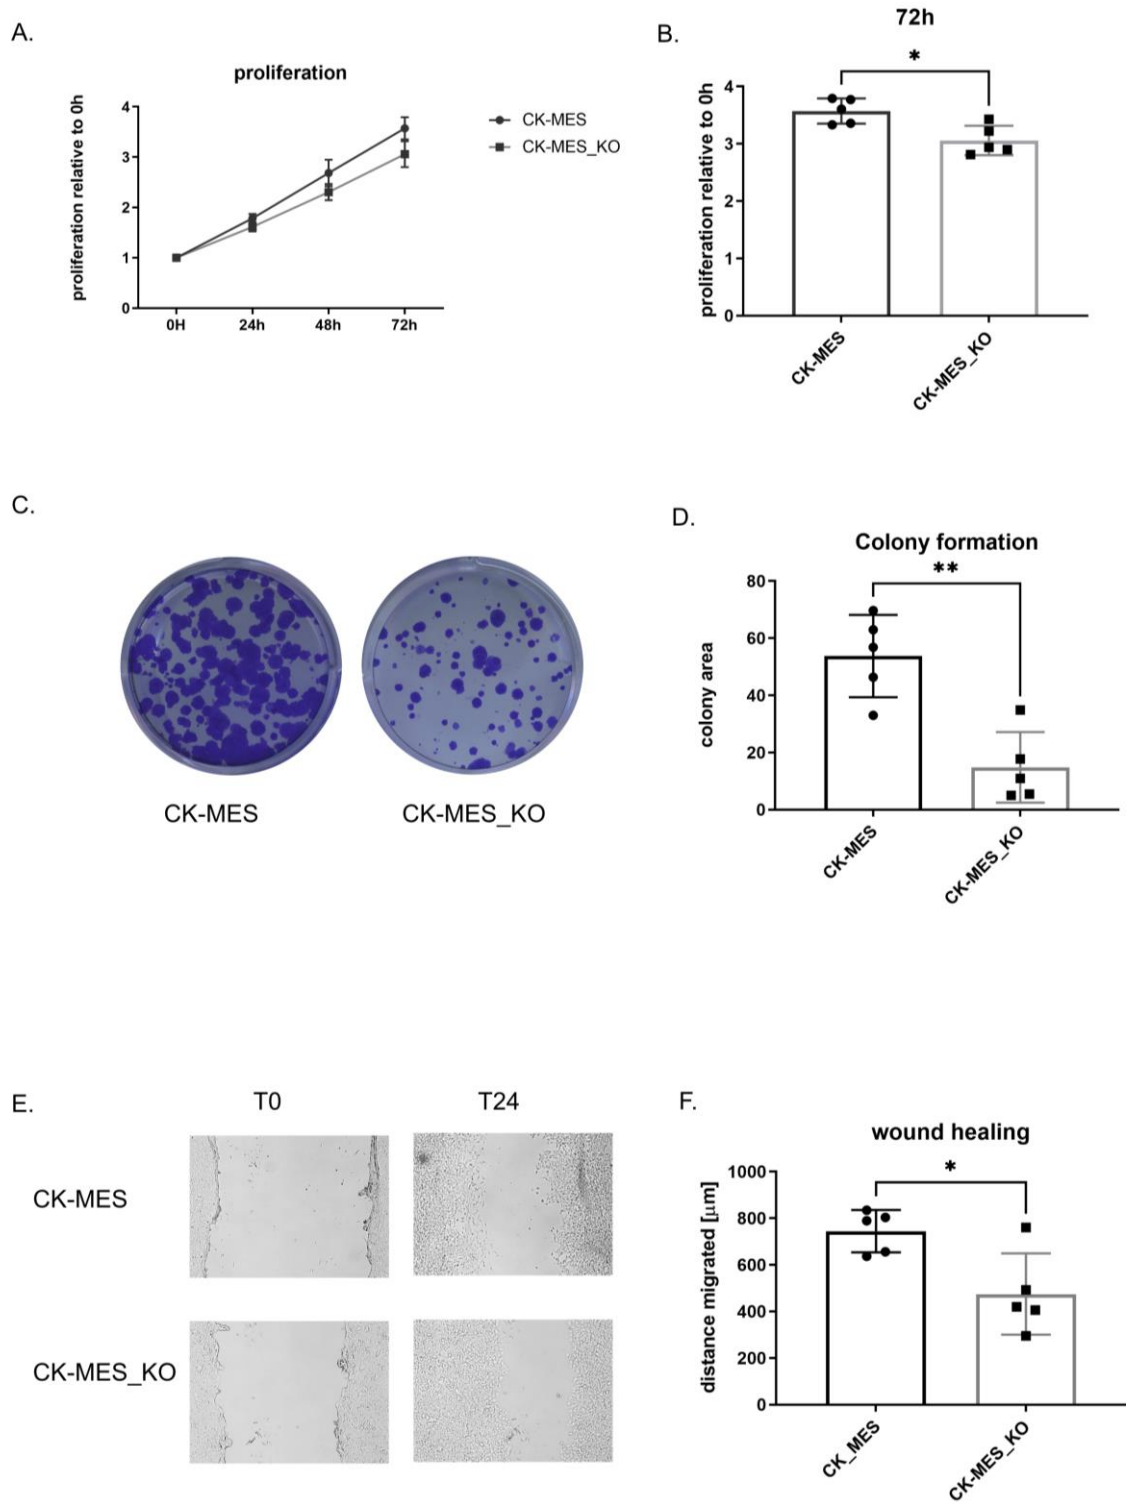 A.
proliferation
proliferation relative to 0h
4
3
2
1
0
0H 24h 48h 72h
CK-MES
CK-MES_KO
B.
72h
*
proliferation relative to 0h
4
3
2
1
0
CK-MES
CK-MES_KO
C.
CK-MES
CK-MES_KO
D.
Colony formation
**
colony area
80
60
40
20
0
CK-MES
CK-MES_KO
E.
T0 T24
CK-MES
CK-MES_KO
F.
wound healing
*
distance migrated [µm]
1000
800
600
400
200
0
CK_MES
CK-MES_KO